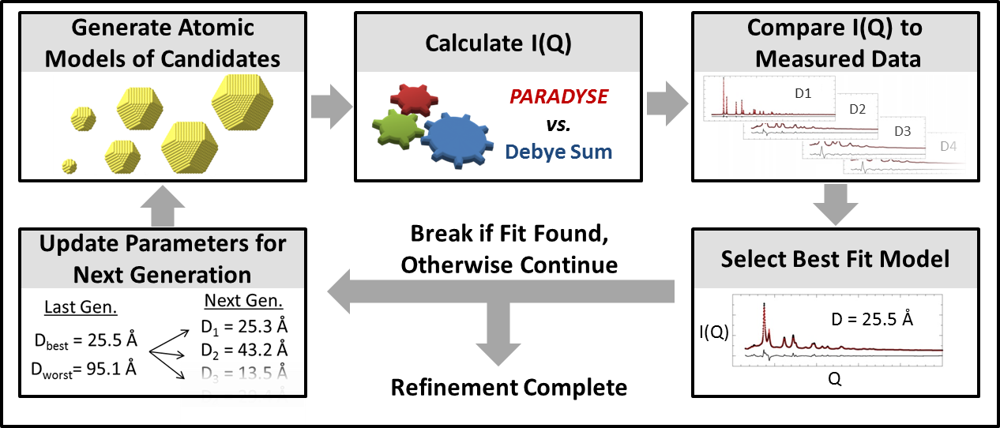 Generate Atomic
Models of Candidates
Calculate I(Q)
PARADYSE
vs.
Debye Sum
Compare I(Q) to
Measured Data
D1
D2
D3
D4
Select Best Fit Model
D = 25.5 Å
I(Q)
Q
Break if Fit Found,
Otherwise Continue
Refinement Complete
Update Parameters for
Next Generation
Last Gen.
Next Gen.
D1 = 25.3 Å
Dbest = 25.5 Å
D2 = 43.2 Å
Dworst= 95.1 Å
D3 = 13.5 Å